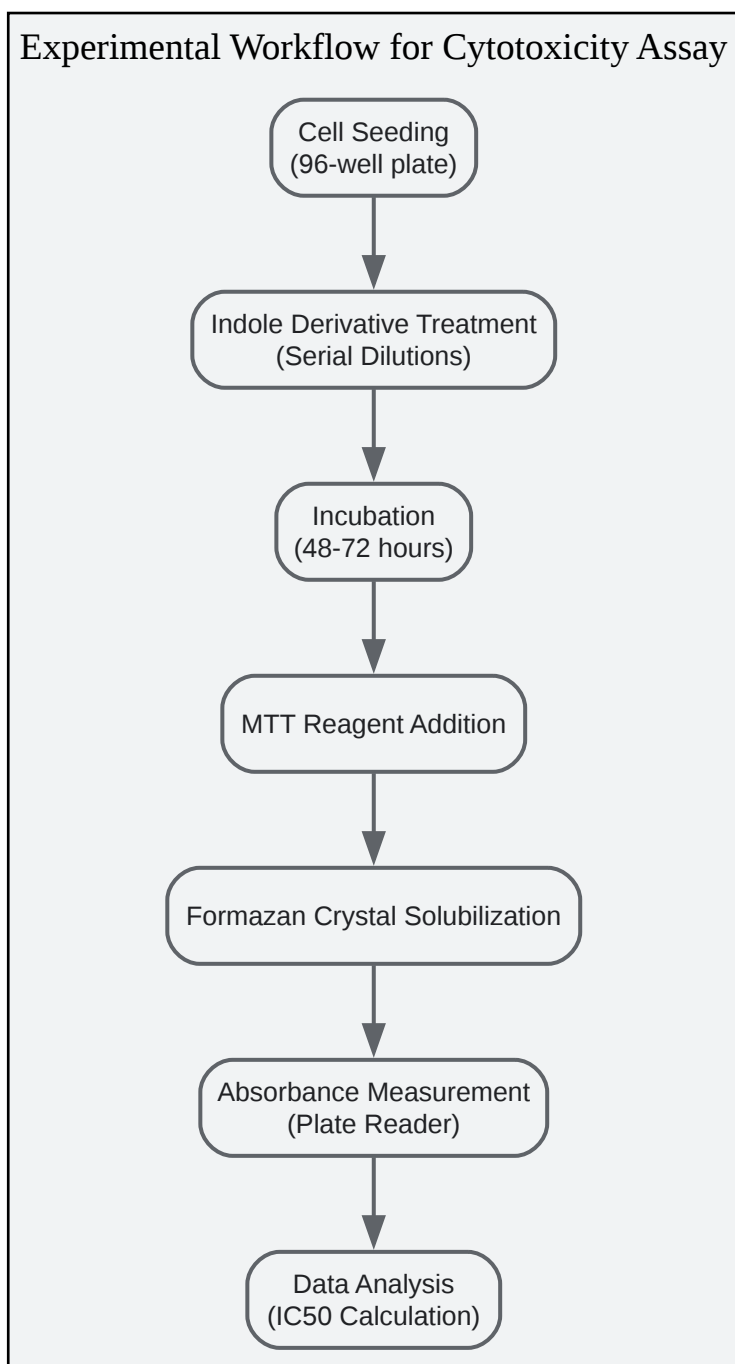 Experimental Workflow for Cytotoxicity Assay
Cell Seeding
(96-well plate)
Indole Derivative Treatment
(Serial Dilutions)
Incubation
(48-72 hours)
MTT Reagent Addition
Formazan Crystal Solubilization
Absorbance Measurement
(Plate Reader)
Data Analysis
(IC50 Calculation)